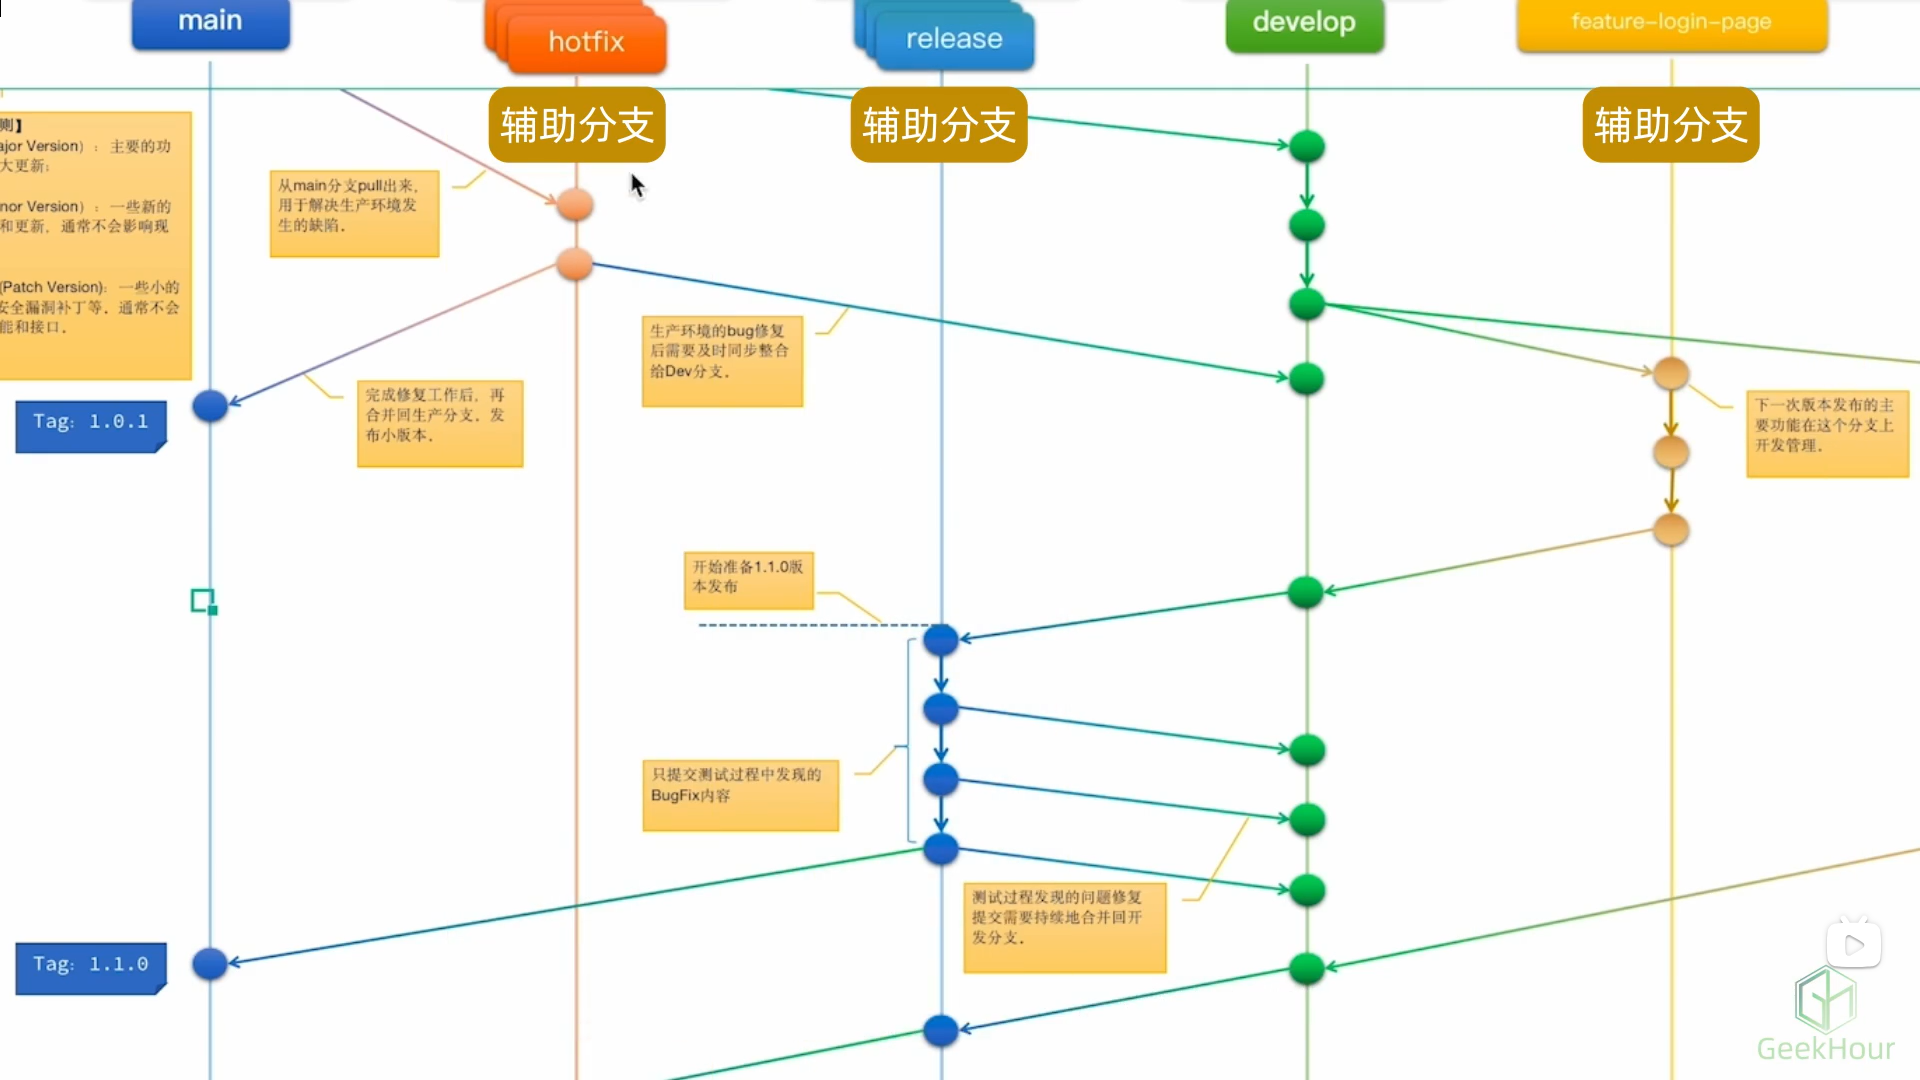 main
hotfix
release
develop
feature-login-page
辅助分支
辅助分支
辅助分支
则】
ajor Version）：主要的功
大更新;
nor Version）：一些新的
和更新，通常不会影响现
(Patch Version)：一些小的
安全漏洞补丁等，通常不会
能和接口。
从main分支pull出来，
用于解决生产环境发
生的缺陷。
生产环境的bug修复
后需要及时同步整合
给Dev分支。
完成修复工作后，再
合并回生产分支。发
布小版本。
Tag: 1.0.1
下一次版本发布的主
要功能在这个分支上
开发管理。
开始准备1.1.0版
本发布
只提交测试过程中发现的
BugFix内容
测试过程发现的问题修复
提交需要持续地合并回开
发分支。
Tag: 1.1.0
GeekHour